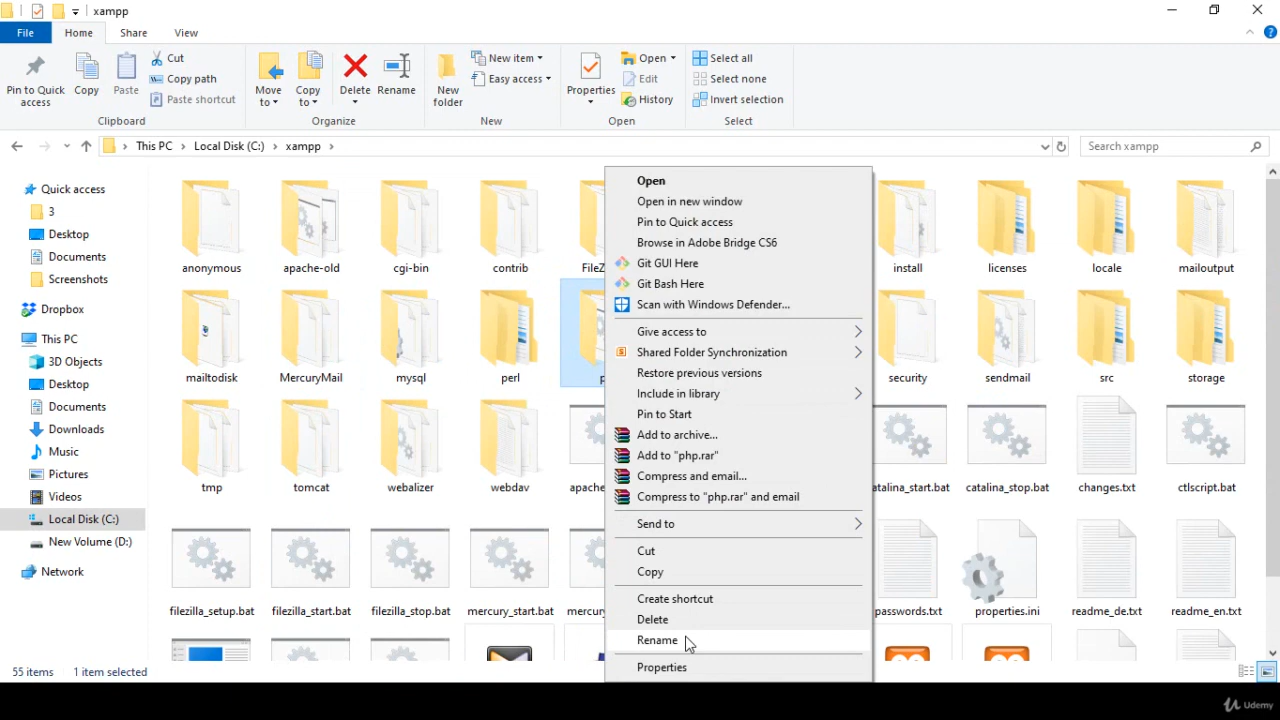 xampp
File
Home
Share
View
Pin to Quick access
Copy
Paste
Cut
Copy path
Paste shortcut
Clipboard
Move to
Copy to
Delete
Rename
Organize
New folder
New item
Easy access
New
Properties
Open
Edit
History
Open
Select all
Select none
Invert selection
Select
This PC
Local Disk (C:)
xampp
Search xampp
Quick access
3
Desktop
Documents
Screenshots
Dropbox
This PC
3D Objects
Desktop
Documents
Downloads
Music
Pictures
Videos
Local Disk (C:)
New Volume (D:)
Network
anonymous
apache-old
cgi-bin
contrib
FileZ
install
licenses
locale
mailoutput
mailtodisk
MercuryMail
mysql
perl
p
security
sendmail
src
storage
tmp
tomcat
webalizer
webdav
apache
catalina_start.bat
catalina_stop.bat
changes.txt
ctlscript.bat
filezilla_setup.bat
filezilla_start.bat
filezilla_stop.bat
mercury_start.bat
mercury
passwords.txt
properties.ini
readme_de.txt
readme_en.txt
Open
Open in new window
Pin to Quick access
Browse in Adobe Bridge CS6
Git GUI Here
Git Bash Here
Scan with Windows Defender...
Give access to
Shared Folder Synchronization
Restore previous versions
Include in library
Pin to Start
Add to archive...
Add to "php.rar"
Compress and email...
Compress to "php.rar" and email
Send to
Cut
Copy
Create shortcut
Delete
Rename
Properties
55 items
1 item selected
Udemy